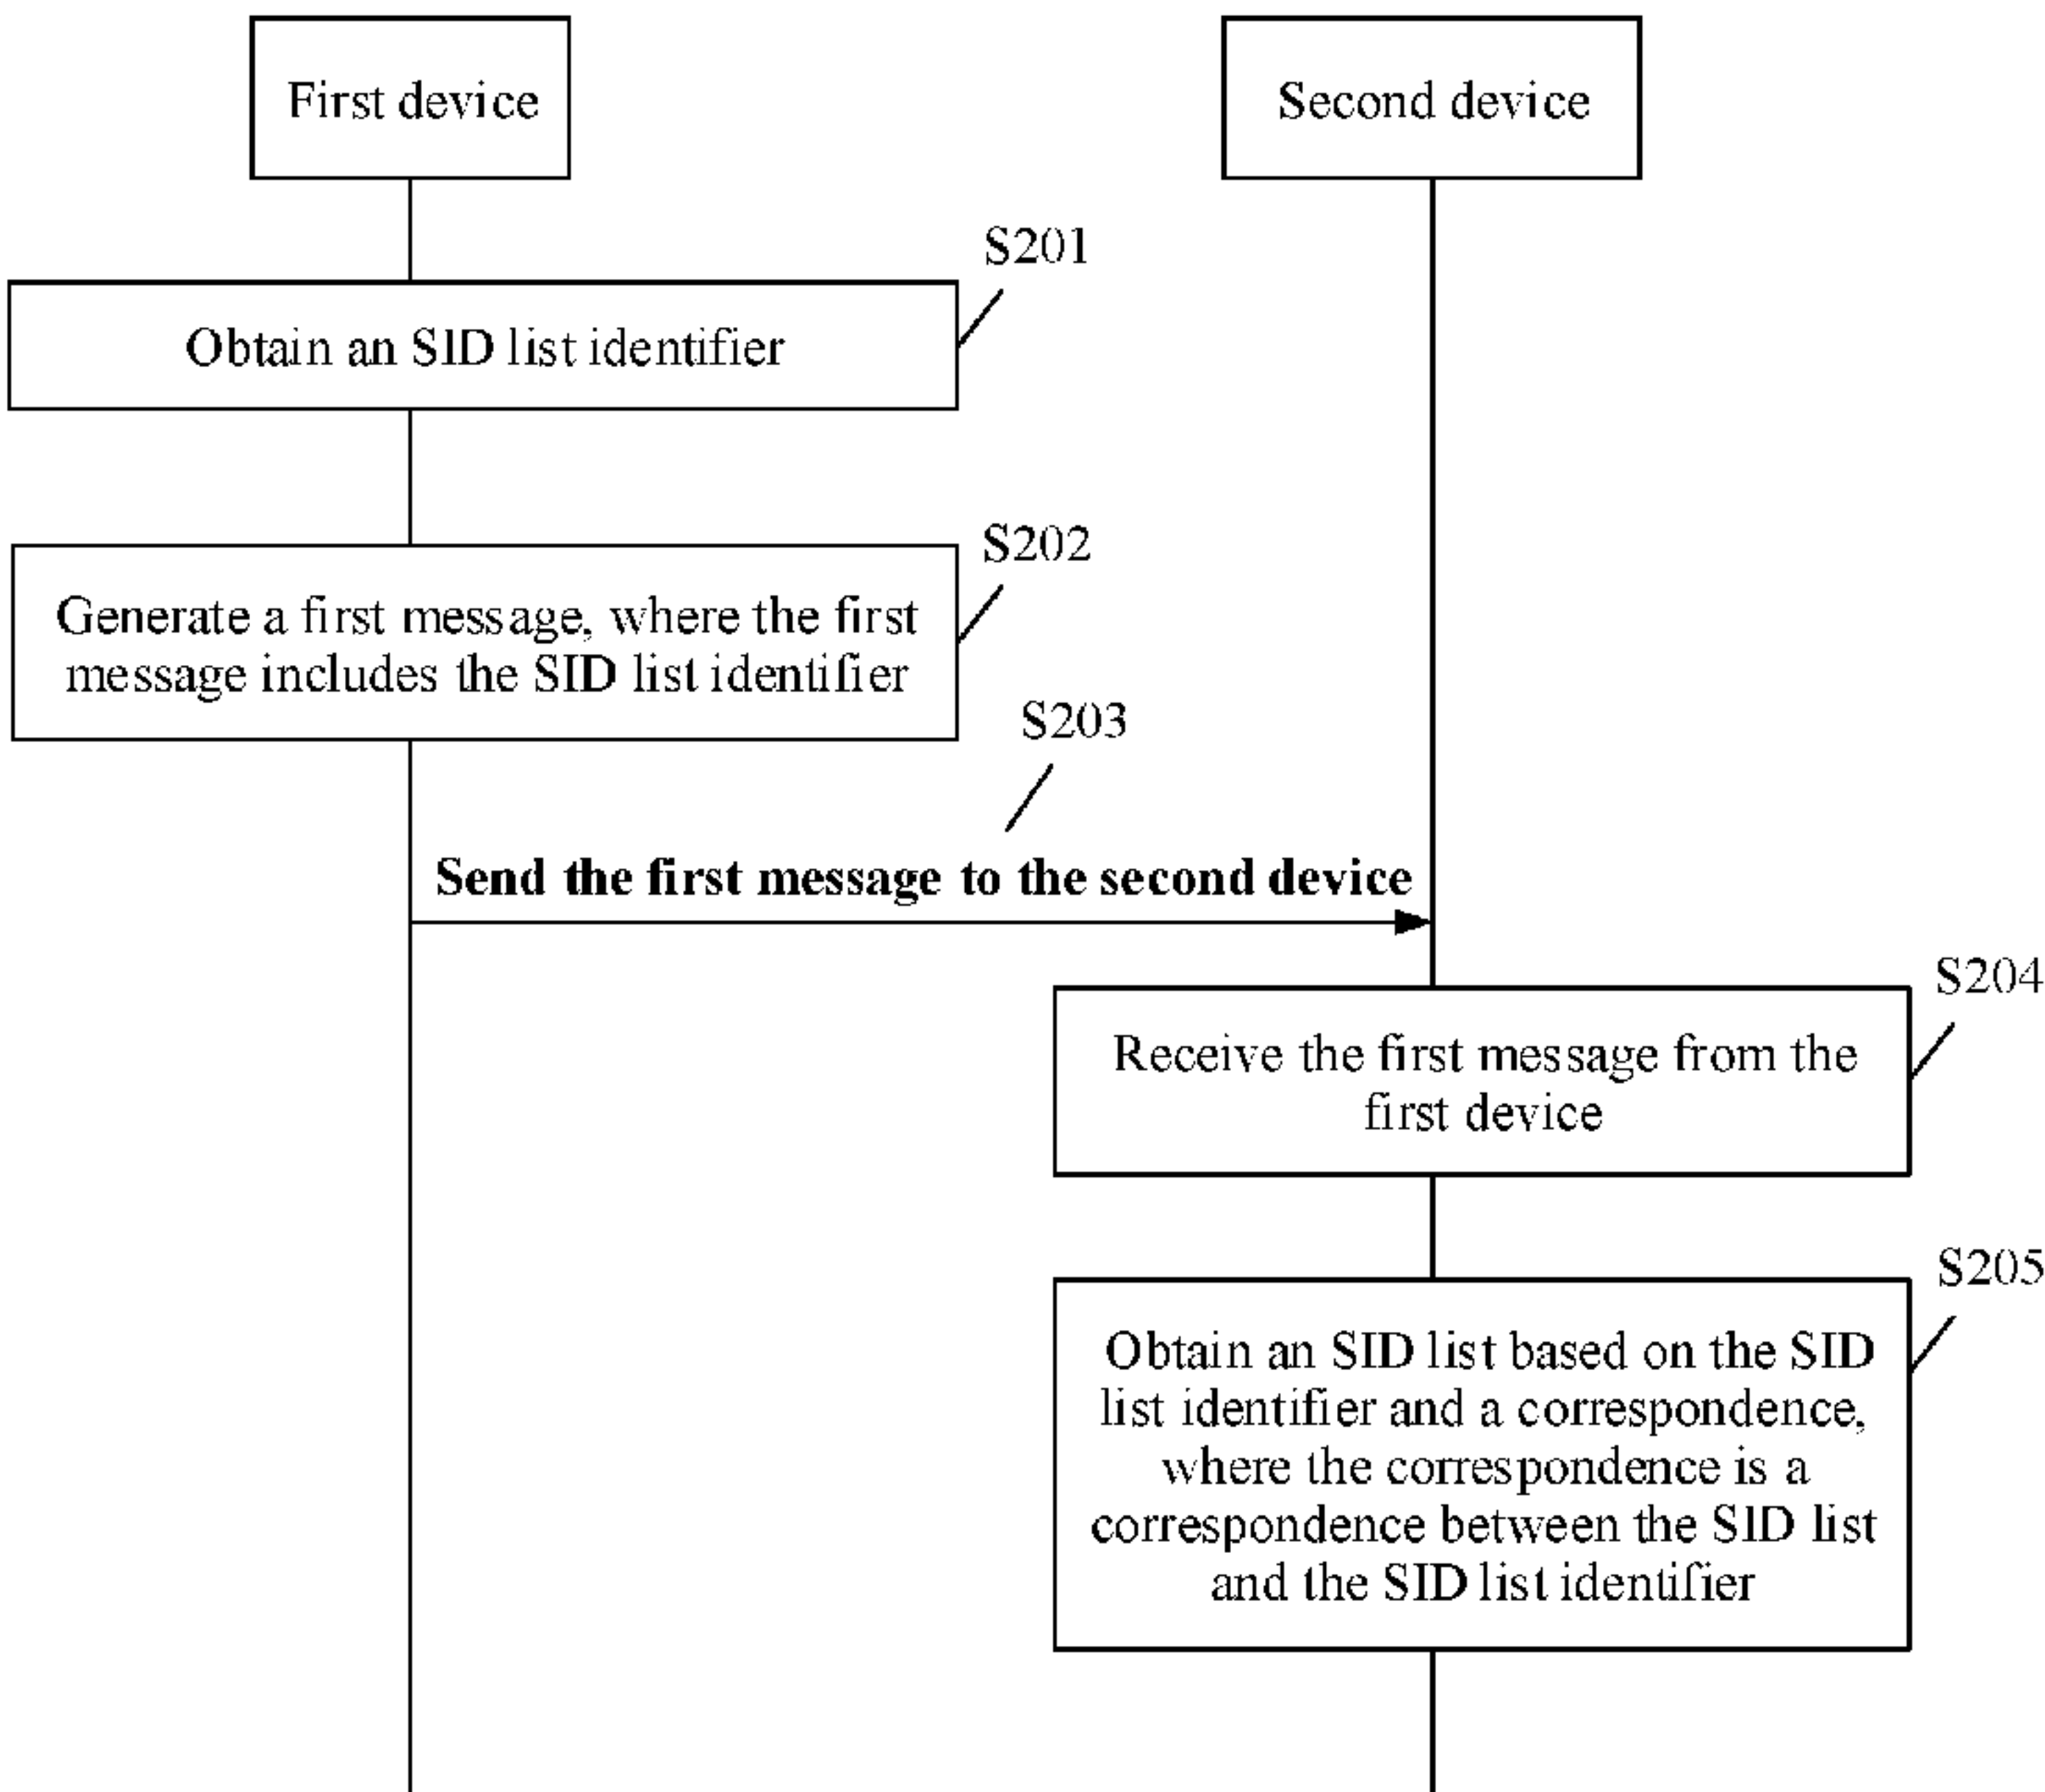 First device
Second device
S201
Obtain an SID list identifier
S202
Generate a first message, where the first
message includes the SID list identifier
S203
Send the first message to the second device
S204
Receive the first message from the
first device
S205
Obtain an SID list based on the SID
list identifier and a correspondence,
where the correspondence is a
correspondence between the SID list
and the SID list identifier